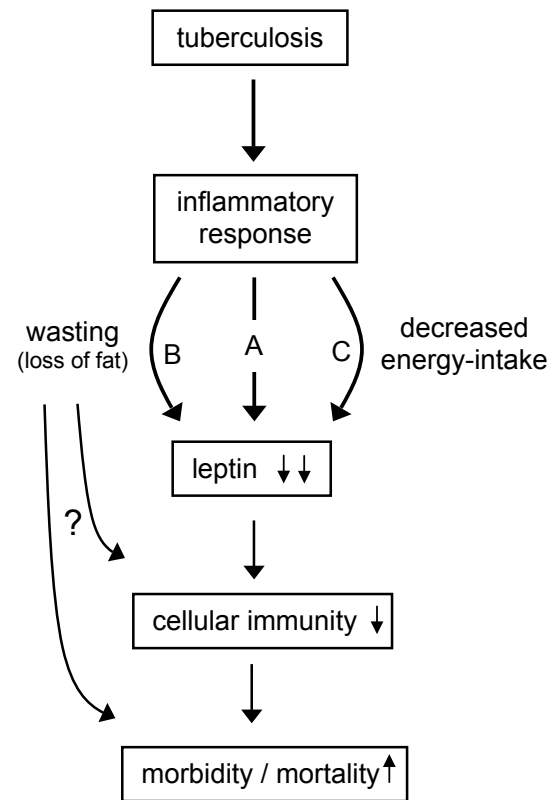 tuberculosis
inflammatory
response
wasting
(loss of fat)
B
A
C
decreased
energy-intake
leptin ↓↓
?
cellular immunity ↓
morbidity / mortality↑